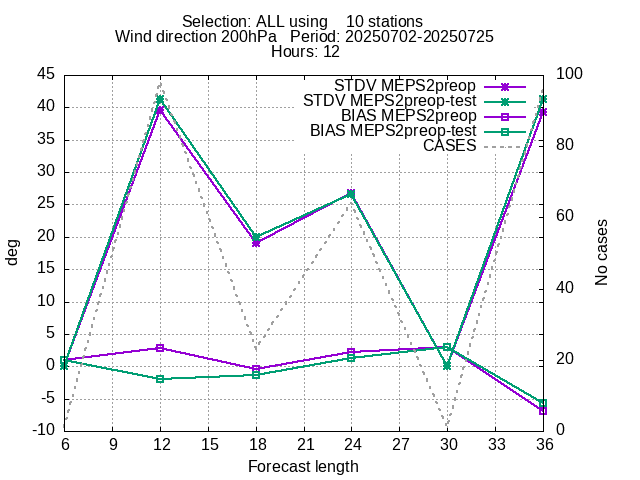 Selection: ALL using    10 stations
Wind direction 200hPa   Period: 20250702-20250725
Hours: 12
STDV MEPS2preop
STDV MEPS2preop-test
BIAS MEPS2preop
BIAS MEPS2preop-test
CASES
45
40
35
30
25
20
15
10
5
0
-5
-10
deg
100
80
60
40
20
0
No cases
6 9 12 15 18 21 24 27 30 33 36
Forecast length